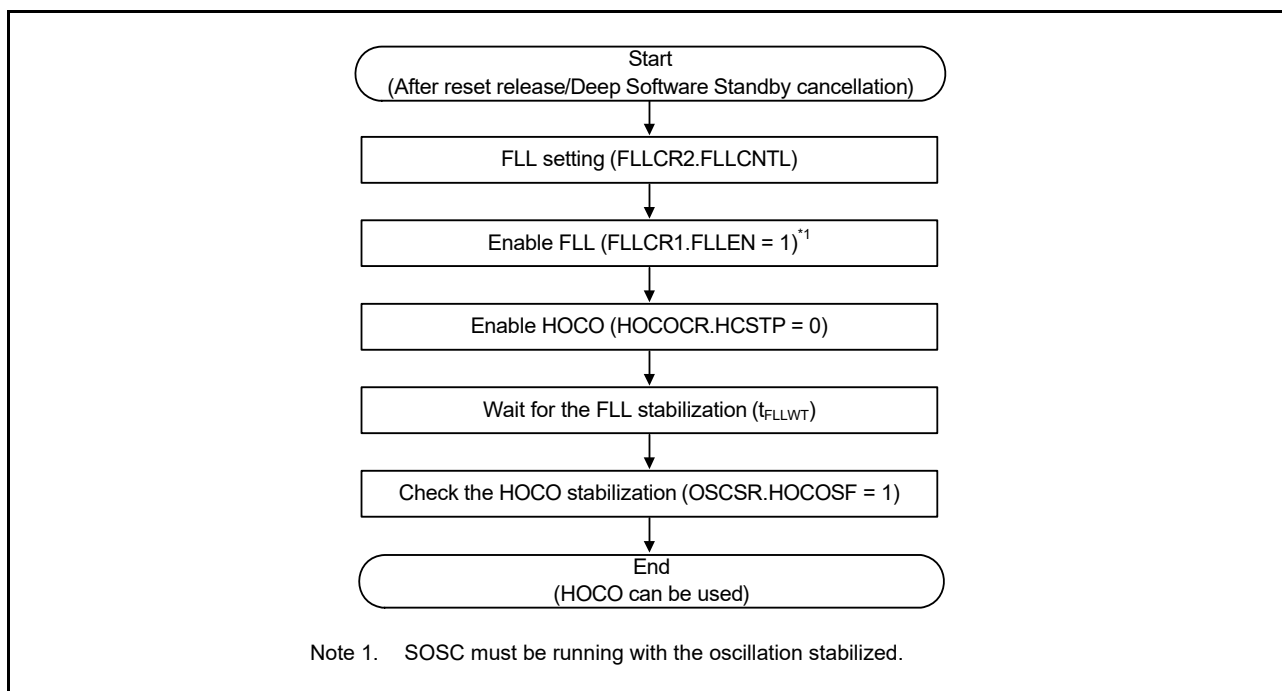 Start
(After reset release/Deep Software Standby cancellation)
FLL setting (FLLCR2.FLLCNTL)
Enable FLL (FLLCR1.FLLEN = 1)*1
Enable HOCO (HOCOCR.HCSTP = 0)
Wait for the FLL stabilization (tFLLWT)
Check the HOCO stabilization (OSCSR.HOCOSF = 1)
End
(HOCO can be used)
Note 1. SOSC must be running with the oscillation stabilized.